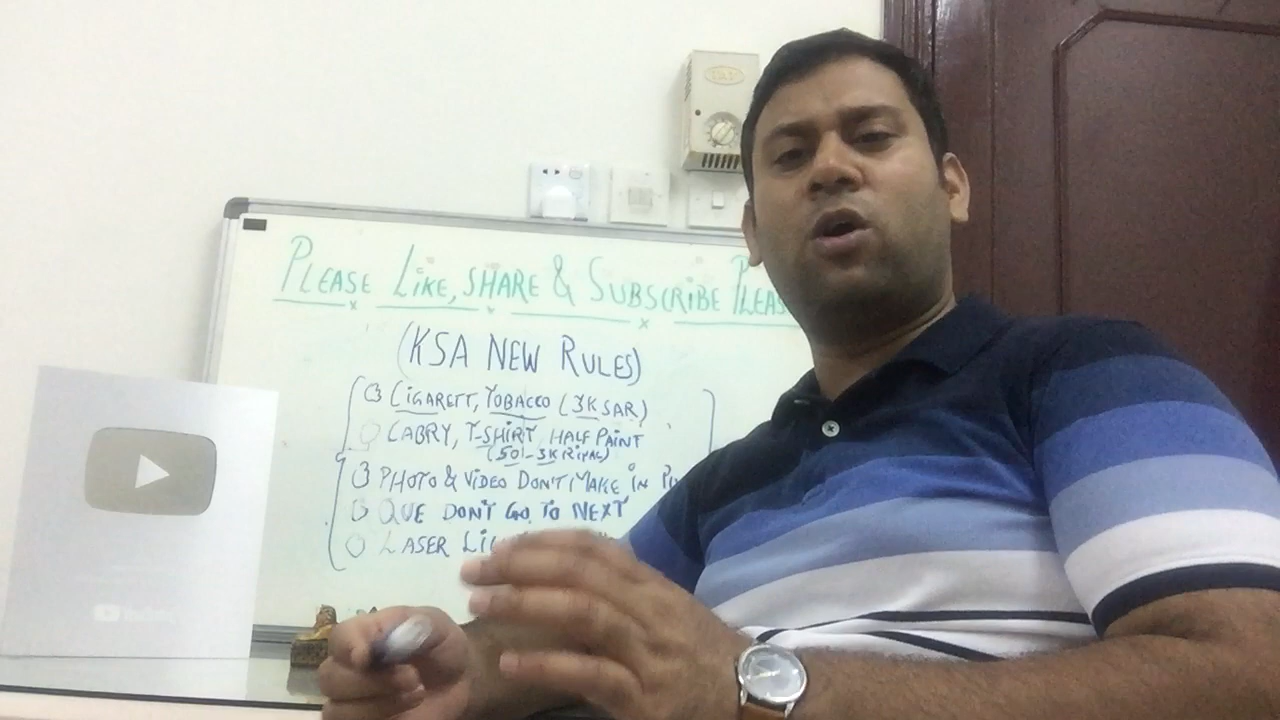 PLEASE LIKE, SHARE & SUBSCRIBE PLEAS
(KSA NEW RULES)
CIGARETT, TOBACCO (3K SAR)
CABRY, T-SHIRT, HALF PAINT
(50-3K RIYAL)
PHOTO & VIDEO DON'T MAKE IN
QUE DON'T GO TO NEXT
LASER
YouTube